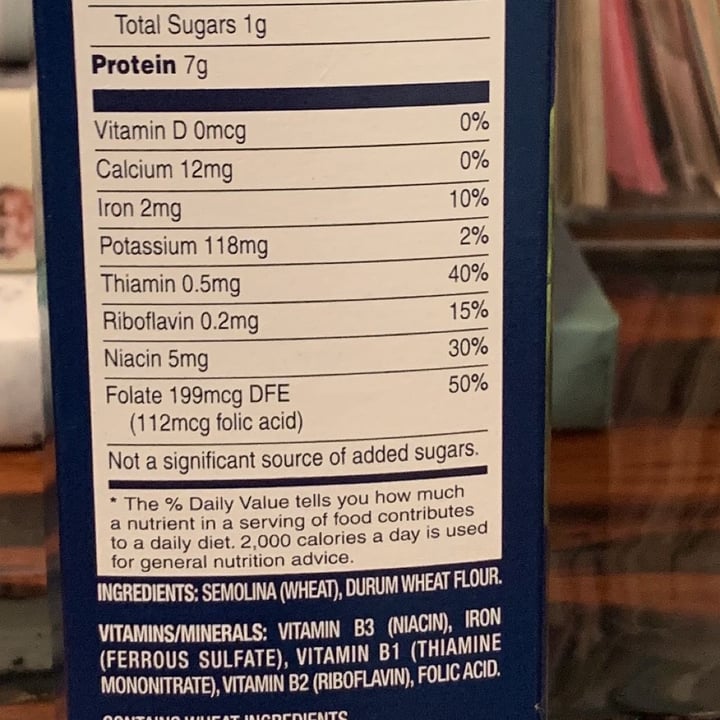 Total Sugars 1g
Protein 7g
Vitamin D 0mcg 0%
Calcium 12mg 0%
Iron 2mg 10%
Potassium 118mg 2%
Thiamin 0.5mg 40%
Riboflavin 0.2mg 15%
Niacin 5mg 30%
Folate 199mcg DFE 50%
(112mcg folic acid)
Not a significant source of added sugars.
* The % Daily Value tells you how much
a nutrient in a serving of food contributes
to a daily diet. 2,000 calories a day is used
for general nutrition advice.
INGREDIENTS: SEMOLINA (WHEAT), DURUM WHEAT FLOUR.
VITAMINS/MINERALS: VITAMIN B3 (NIACIN), IRON
(FERROUS SULFATE), VITAMIN B1 (THIAMINE
MONONITRATE), VITAMIN B2 (RIBOFLAVIN), FOLIC ACID.
CONTAINS WHEAT INGREDIENTS